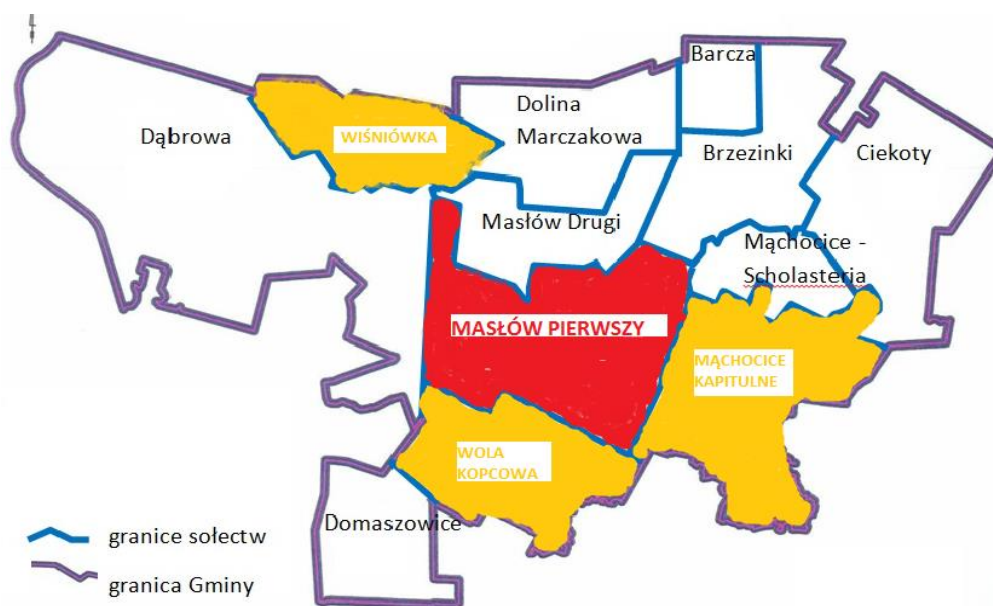 Barcza
Dolina
Marczakowa
Dąbrowa
WIŚNIÓWKA
Brzezinki
Ciekoty
Masłów Drugi
Mąchocice -
Scholasteria
MASŁÓW PIERWSZY
MĄCHOCICE
KAPITULNE
WOLA
KOPCOWA
Domaszowice
granice sołectw
granica Gminy